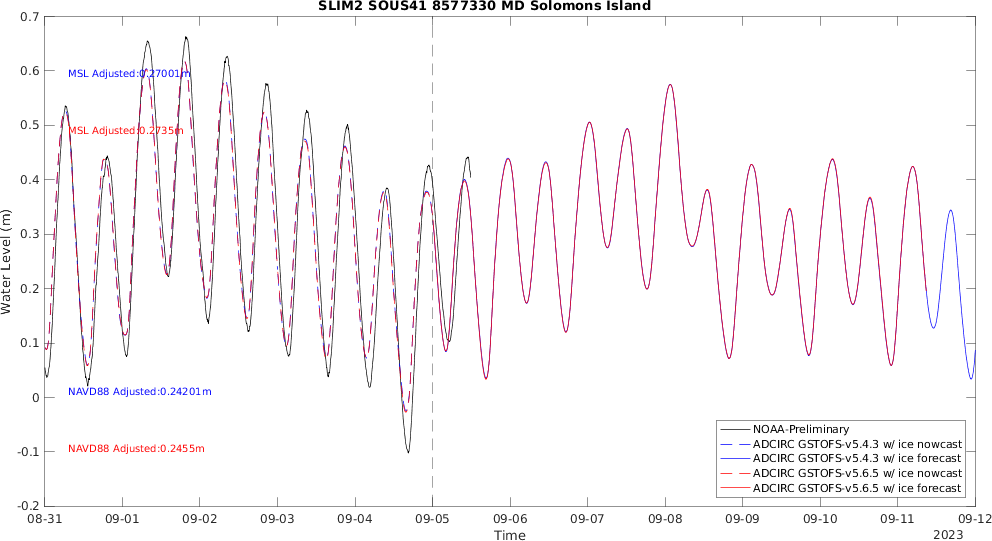 SLIM2 SOUS41 8577330 MD Solomons Island
0.7
0.6
0.5
0.4
0.3
0.2
0.1
0
-0.1
-0.2
Water Level (m)
MSL Adjusted:0.27001m
MSL Adjusted:0.2735m
NAVD88 Adjusted:0.24201m
NAVD88 Adjusted:0.2455m
NOAA-Preliminary
ADCIRC GSTOFS-v5.4.3 w/ ice nowcast
ADCIRC GSTOFS-v5.4.3 w/ ice forecast
ADCIRC GSTOFS-v5.6.5 w/ ice nowcast
ADCIRC GSTOFS-v5.6.5 w/ ice forecast
08-31 09-01 09-02 09-03 09-04 09-05 09-06 09-07 09-08 09-09 09-10 09-11 09-12
Time
2023